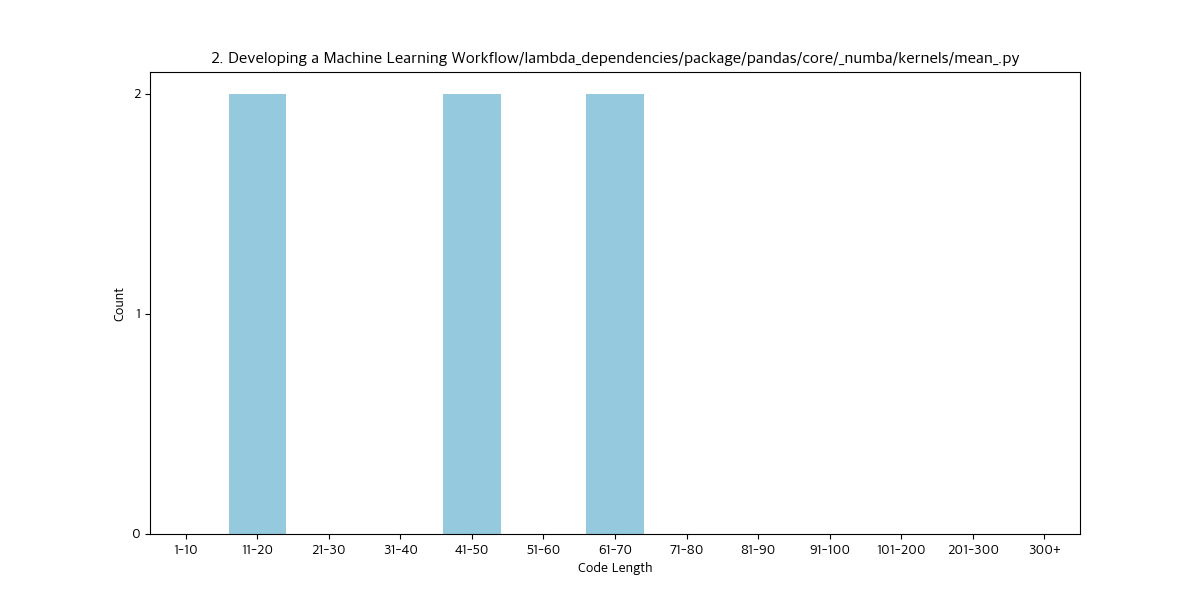 2. Developing a Machine Learning Workflow/lambda_dependencies/package/pandas/core/_numba/kernels/mean_.py
Count
2
1
0
1-10 11-20 21-30 31-40 41-50 51-60 61-70 71-80 81-90 91-100 101-200 201-300 300+
Code Length